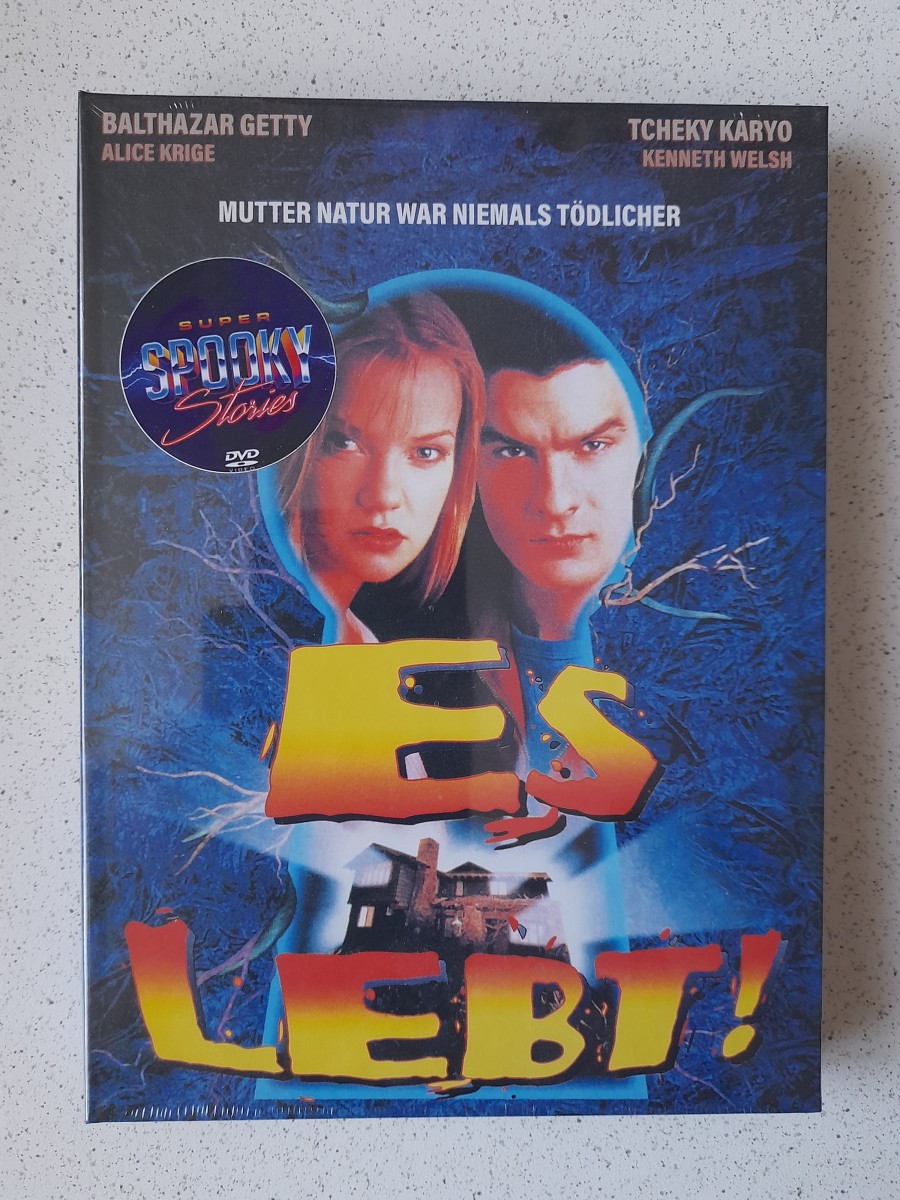 BALTHAZAR GETTY
ALICE KRIGE
TCHEKY KARYO
KENNETH WELSH
MUTTER NATUR WAR NIEMALS TÖDLICHER
SUPER
SPOOKY
Stories
DVD
VIDEO
ES
LEBT!